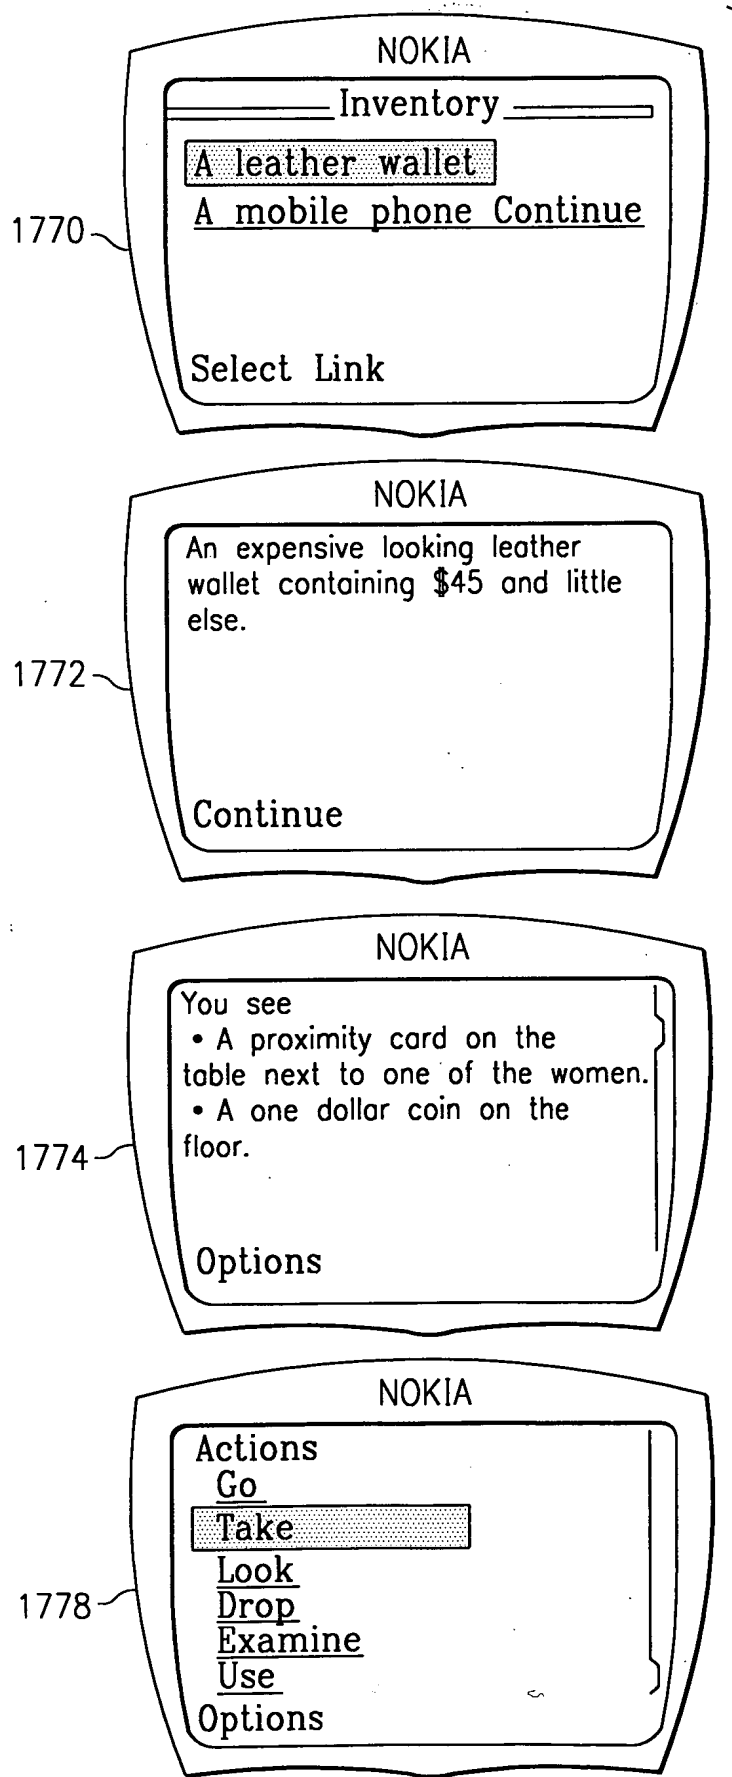 NOKIA
Inventory
A leather wallet
A mobile phone Continue
1770
Select Link
NOKIA
An expensive looking leather
wallet containing $45 and little
else.
1772
Continue
NOKIA
You see
• A proximity card on the
table next to one of the women.
• A one dollar coin on the
floor.
1774
Options
NOKIA
Actions
Go
Take
Look
1778
Drop
Examine
Use
Options